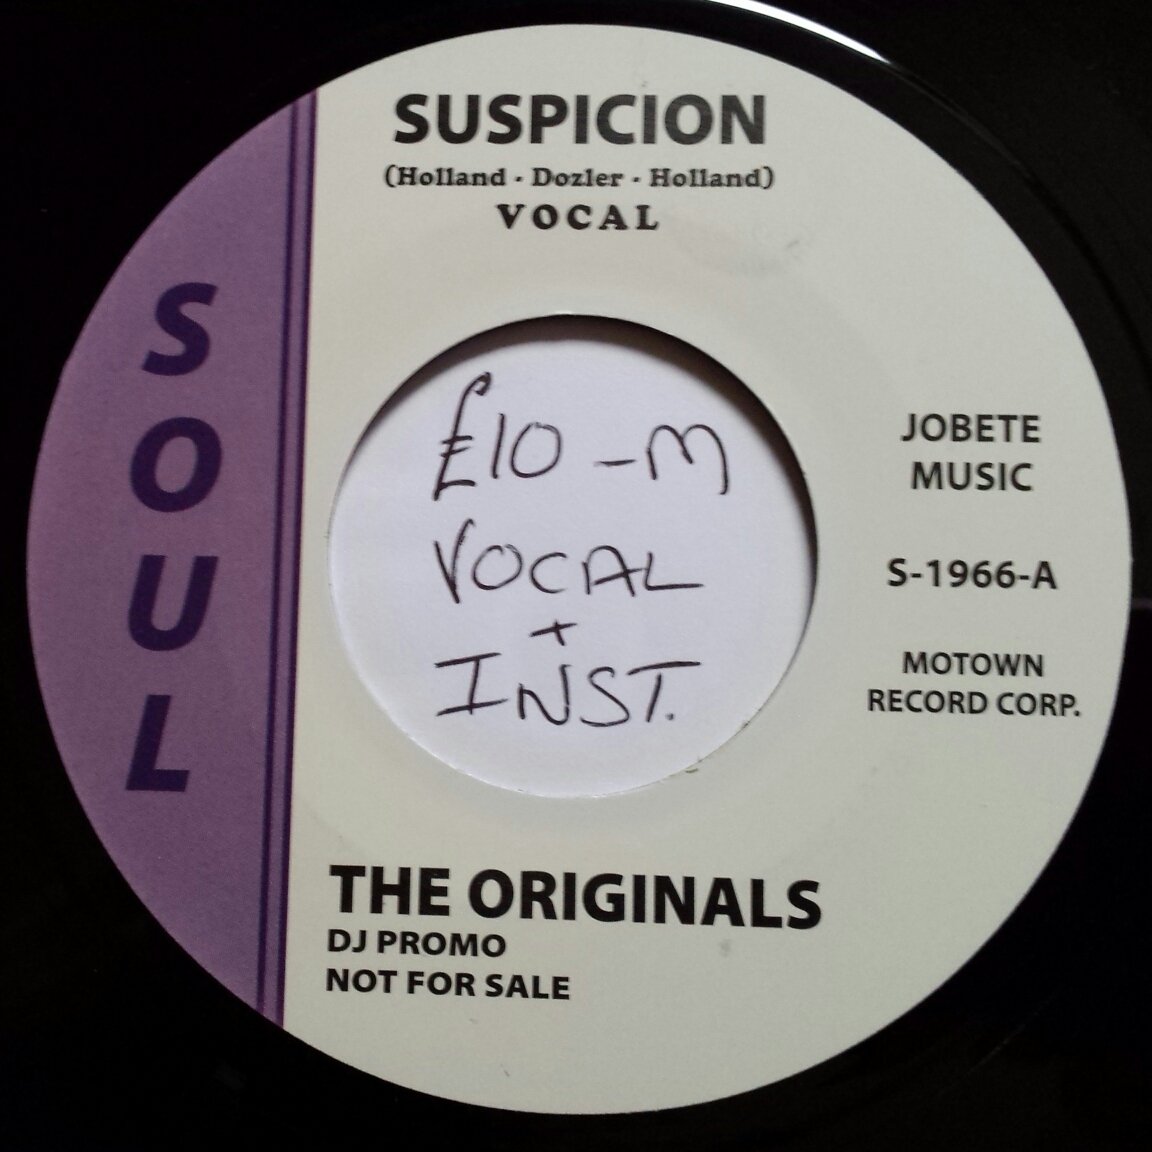 SUSPICION
(Holland - Dozler - Holland)
VOCAL
SOUL
£10 - M
VOCAL
+
INST.
JOBETE
MUSIC
S-1966-A
MOTOWN
RECORD CORP.
THE ORIGINALS
DJ PROMO
NOT FOR SALE